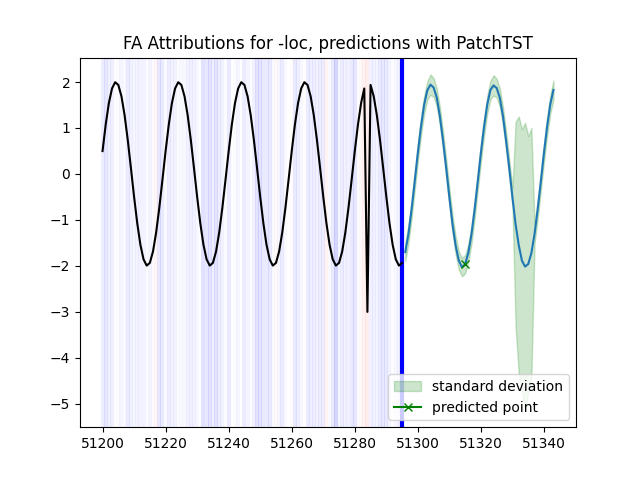 FA Attributions for -loc, predictions with PatchTST
2
1
0
−1
−2
−3
−4
−5
standard deviation
predicted point
51200 51220 51240 51260 51280 51300 51320 51340